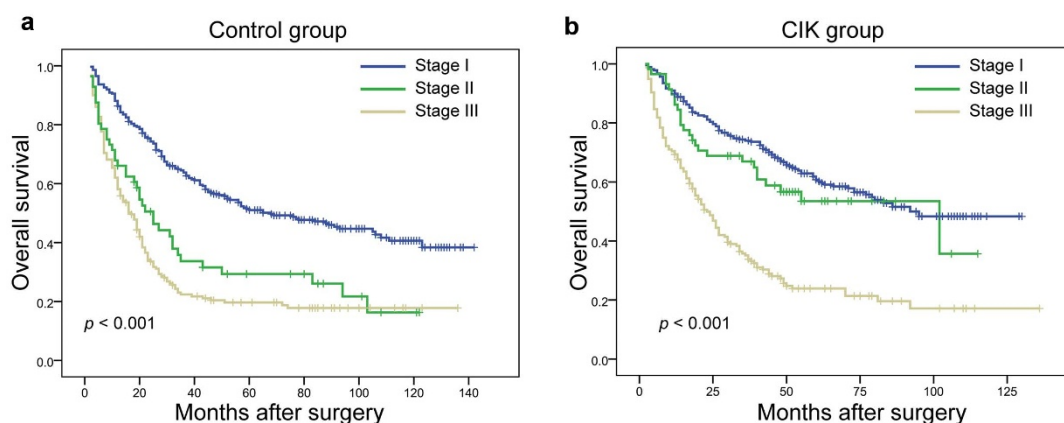 a
Control group
Stage I
Stage II
Stage III
1.0
0.8
0.6
0.4
0.2
0.0
Overall survival
p < 0.001
0 20 40 60 80 100 120 140
Months after surgery
b
CIK group
Stage I
Stage II
Stage III
1.0
0.8
0.6
0.4
0.2
0.0
Overall survival
p < 0.001
0 25 50 75 100 125
Months after surgery